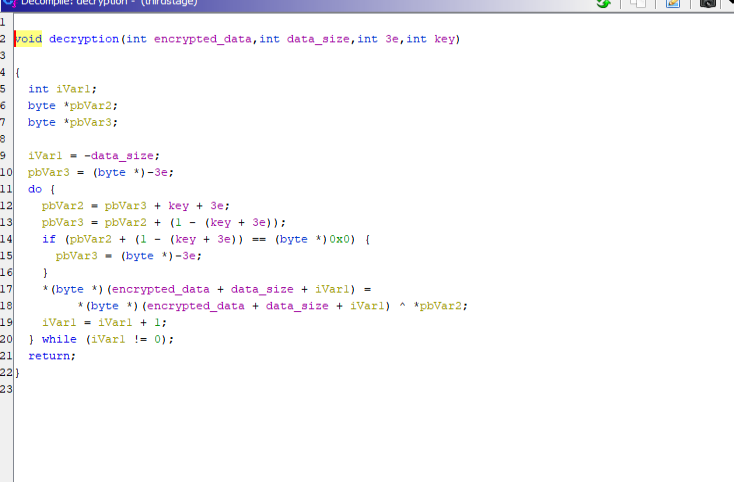 Decompile: decryption - (thirdstage)
1
2 void decryption(int encrypted_data,int data_size,int 3e,int key)
3
4 {
5 int iVar1;
6 byte *pbVar2;
7 byte *pbVar3;
8
9 iVar1 = -data_size;
10 pbVar3 = (byte *)-3e;
11 do {
12 pbVar2 = pbVar3 + key + 3e;
13 pbVar3 = pbVar2 + (1 - (key + 3e));
14 if (pbVar2 + (1 - (key + 3e)) == (byte *)0x0) {
15 pbVar3 = (byte *)-3e;
16 }
17 *(byte *)(encrypted_data + data_size + iVar1) =
18 *(byte *)(encrypted_data + data_size + iVar1) ^ *pbVar2;
19 iVar1 = iVar1 + 1;
20 } while (iVar1 != 0);
21 return;
22 }
23